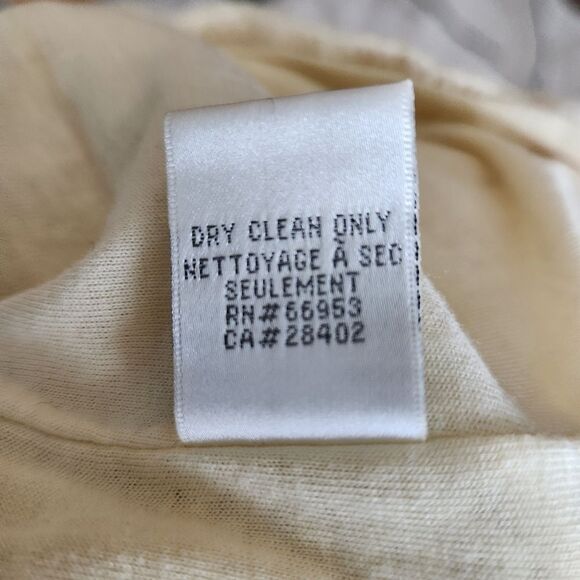 DRY CLEAN ONLY
NETTOYAGE À SEC
SEULEMENT
RN#66953
CA#28402